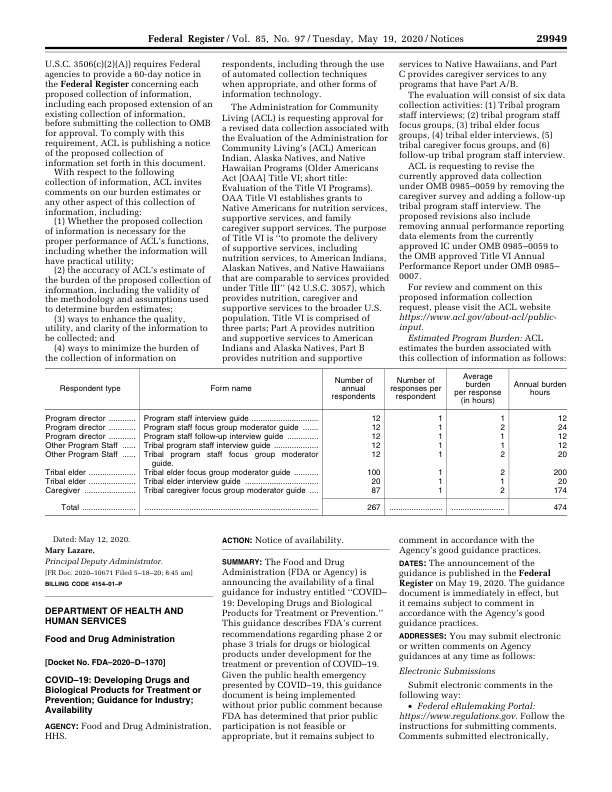 Federal Register / Vol. 85, No. 97 / Tuesday, May 19, 2020 / Notices 29949
U.S.C. 3506(c)(2)(A)) requires Federal
agencies to provide a 60-day notice in
the Federal Register concerning each
proposed collection of information,
including each proposed extension of an
existing collection of information,
before submitting the collection to OMB
for approval. To comply with this
requirement, ACL is publishing a notice
of the proposed collection of
information set forth in this document.
With respect to the following
collection of information, ACL invites
comments on our burden estimates or
any other aspect of this collection of
information, including:
(1) Whether the proposed collection
of information is necessary for the
proper performance of ACL's functions,
including whether the information will
have practical utility;
(2) the accuracy of ACL's estimate of
the burden of the proposed collection of
information, including the validity of
the methodology and assumptions used
to determine burden estimates;
(3) ways to enhance the quality,
utility, and clarity of the information to
be collected; and
(4) ways to minimize the burden of
the collection of information on
respondents, including through the use
of automated collection techniques
when appropriate, and other forms of
information technology.
The Administration for Community
Living (ACL) is requesting approval for
a revised data collection associated with
the Evaluation of the Administration for
Community Living's (ACL) American
Indian, Alaska Natives, and Native
Hawaiian Programs (Older Americans
Act [OAA] Title VI; short title:
Evaluation of the Title VI Programs).
OAA Title VI establishes grants to
Native Americans for nutrition services,
supportive services, and family
caregiver support services. The purpose
of Title VI is ''to promote the delivery
of supportive services, including
nutrition services, to American Indians,
Alaskan Natives, and Native Hawaiians
that are comparable to services provided
under Title III'' (42 U.S.C. 3057), which
provides nutrition, caregiver and
supportive services to the broader U.S.
population. Title VI is comprised of
three parts; Part A provides nutrition
and supportive services to American
Indians and Alaska Natives, Part B
provides nutrition and supportive
services to Native Hawaiians, and Part
C provides caregiver services to any
programs that have Part A/B.
The evaluation will consist of six data
collection activities: (1) Tribal program
staff interviews; (2) tribal program staff
focus groups, (3) tribal elder focus
groups, (4) tribal elder interviews, (5)
tribal caregiver focus groups, and (6)
follow-up tribal program staff interview.
ACL is requesting to revise the
currently approved data collection
under OMB 0985–0059 by removing the
caregiver survey and adding a follow-up
tribal program staff interview. The
proposed revisions also include
removing annual performance reporting
data elements from the currently
approved IC under OMB 0985–0059 to
the OMB approved Title VI Annual
Performance Report under OMB 0985–
0007.
For review and comment on this
proposed information collection
request, please visit the ACL website
https://www.acl.gov/about-acl/public-
input.
Estimated Program Burden: ACL
estimates the burden associated with
this collection of information as follows:
Respondent type Form name Number of annual respondents Number of responses per respondent Average burden per response (in hours) Annual burden hours
Program director ............ Program staff interview guide .............................. 12 1 1 12
Program director ............ Program staff focus group moderator guide ....... 12 1 2 24
Program director ............ Program staff follow-up interview guide .............. 12 1 1 12
Other Program Staff ...... Tribal program staff interview guide .................... 12 1 1 12
Other Program Staff ...... Tribal program staff focus group moderator guide. 12 1 2 20
Tribal elder ..................... Tribal elder focus group moderator guide ........... 100 1 2 200
Tribal elder ..................... Tribal elder interview guide ................................. 20 1 1 20
Caregiver ....................... Tribal caregiver focus group moderator guide .... 87 1 2 174
Total ........................ .............................................................................. 267 ........................ ........................ 474
Dated: May 12, 2020.
Mary Lazare,
Principal Deputy Administrator.
[FR Doc. 2020–10671 Filed 5–18–20; 8:45 am]
BILLING CODE 4154–01–P
DEPARTMENT OF HEALTH AND
HUMAN SERVICES
Food and Drug Administration
[Docket No. FDA–2020–D–1370]
COVID–19: Developing Drugs and
Biological Products for Treatment or
Prevention; Guidance for Industry;
Availability
AGENCY: Food and Drug Administration,
HHS.
ACTION: Notice of availability.
SUMMARY: The Food and Drug
Administration (FDA or Agency) is
announcing the availability of a final
guidance for industry entitled ''COVID–
19: Developing Drugs and Biological
Products for Treatment or Prevention.''
This guidance describes FDA's current
recommendations regarding phase 2 or
phase 3 trials for drugs or biological
products under development for the
treatment or prevention of COVID–19.
Given the public health emergency
presented by COVID–19, this guidance
document is being implemented
without prior public comment because
FDA has determined that prior public
participation is not feasible or
appropriate, but it remains subject to
comment in accordance with the
Agency's good guidance practices.
DATES: The announcement of the
guidance is published in the Federal
Register on May 19, 2020. The guidance
document is immediately in effect, but
it remains subject to comment in
accordance with the Agency's good
guidance practices.
ADDRESSES: You may submit electronic
or written comments on Agency
guidances at any time as follows:
Electronic Submissions
Submit electronic comments in the
following way:
• Federal eRulemaking Portal:
https://www.regulations.gov. Follow the
instructions for submitting comments.
Comments submitted electronically,